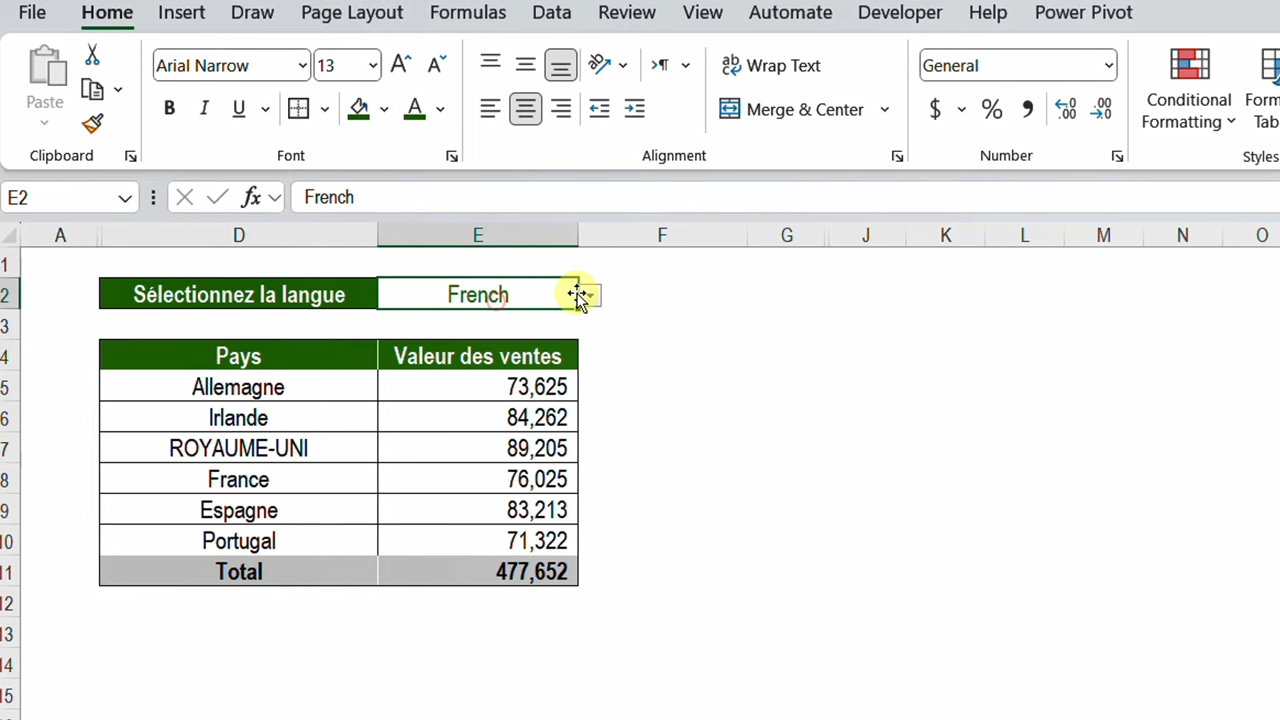 File Home Insert Draw Page Layout Formulas Data Review View Automate Developer Help Power Pivot
Arial Narrow 13 Wrap Text General
Paste B I U Merge & Center $ % Conditional Formatting
Clipboard Font Alignment Number Styles
E2 fx French
A D E F G J K L M N O
1
2 Sélectionnez la langue French
3
4 Pays Valeur des ventes
5 Allemagne 73,625
6 Irlande 84,262
7 ROYAUME-UNI 89,205
8 France 76,025
9 Espagne 83,213
10 Portugal 71,322
11 Total 477,652
12
13
14
15